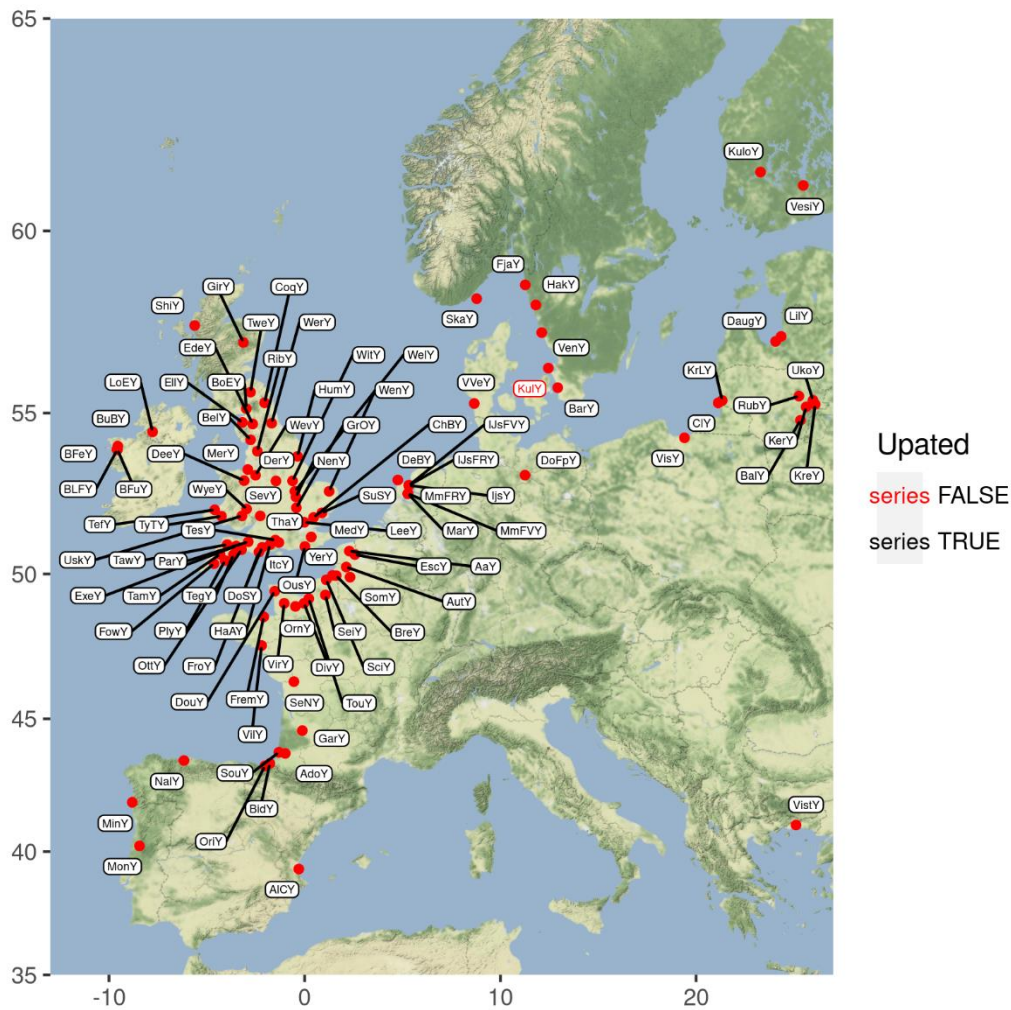 65
60
55
50
45
40
35
-10
0
10
20
KuloY
VesiY
FjaY
HakY
SkaY
GirY
CoqY
ShiY
TweY
WerY
DaugY
LilY
EdeY
RibY
VenY
WitY
WelY
LoEY
EllY
BoEY
HumY
WenY
VVeY
KulY
KrLY
UkoY
BuBY
BelY
WevY
GrOY
BarY
RubY
ChBY
IJsFVY
ClY
BFeY
DeeY
MerY
DerY
NenY
DeBY
IJsFRY
DoFpY
VisY
KerY
BLFY
BFuY
WyeY
SevY
SuSY
MmFRY
IjsY
BalY
KreY
TefY
TyTY
TesY
ThaY
MedY
LeeY
MarY
MmFVY
UskY
TawY
ParY
ItcY
YerY
EscY
AaY
ExeY
TamY
TegY
DoSY
OusY
SomY
AutY
FowY
PlyY
HaAY
OrnY
SeiY
BreY
OttY
FroY
VirY
DivY
SciY
DouY
FremY
SeNY
TouY
VilY
GarY
NalY
SouY
AdoY
MinY
BidY
VistY
OriY
MonY
AlCY
Upated
series FALSE
series TRUE